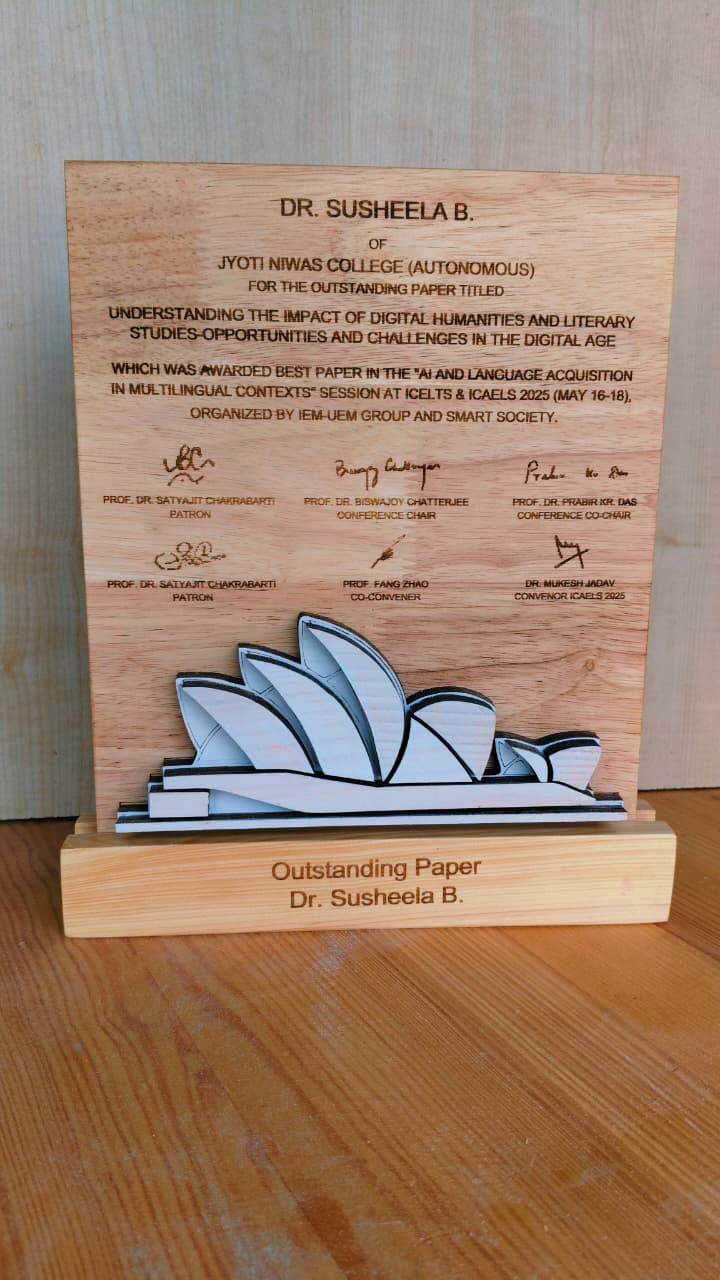 DR. SUSHEELA B.
OF
JYOTI NIWAS COLLEGE (AUTONOMOUS)
FOR THE OUTSTANDING PAPER TITLED
UNDERSTANDING THE IMPACT OF DIGITAL HUMANITIES AND LITERARY
STUDIES-OPPORTUNITIES AND CHALLENGES IN THE DIGITAL AGE
WHICH WAS AWARDED BEST PAPER IN THE "AI AND LANGUAGE ACQUISITION
IN MULTILINGUAL CONTEXTS" SESSION AT ICELTS & ICAELS 2025 (MAY 16-18),
ORGANIZED BY IEM-UEM GROUP AND SMART SOCIETY.
PROF. DR. SATYAJIT CHAKRABARTI
PATRON
Biswajoy Chatterjee
PROF. DR. BISWAJOY CHATTERJEE
CONFERENCE CHAIR
Prabir Kr Das
PROF. DR. PRABIR KR. DAS
CONFERENCE CO-CHAIR
PROF. DR. SATYAJIT CHAKRABARTI
PATRON
PROF. FANG ZHAO
CO-CONVENER
DR. MUKESH JADAV
CONVENOR ICAELS 2025
Outstanding Paper
Dr. Susheela B.